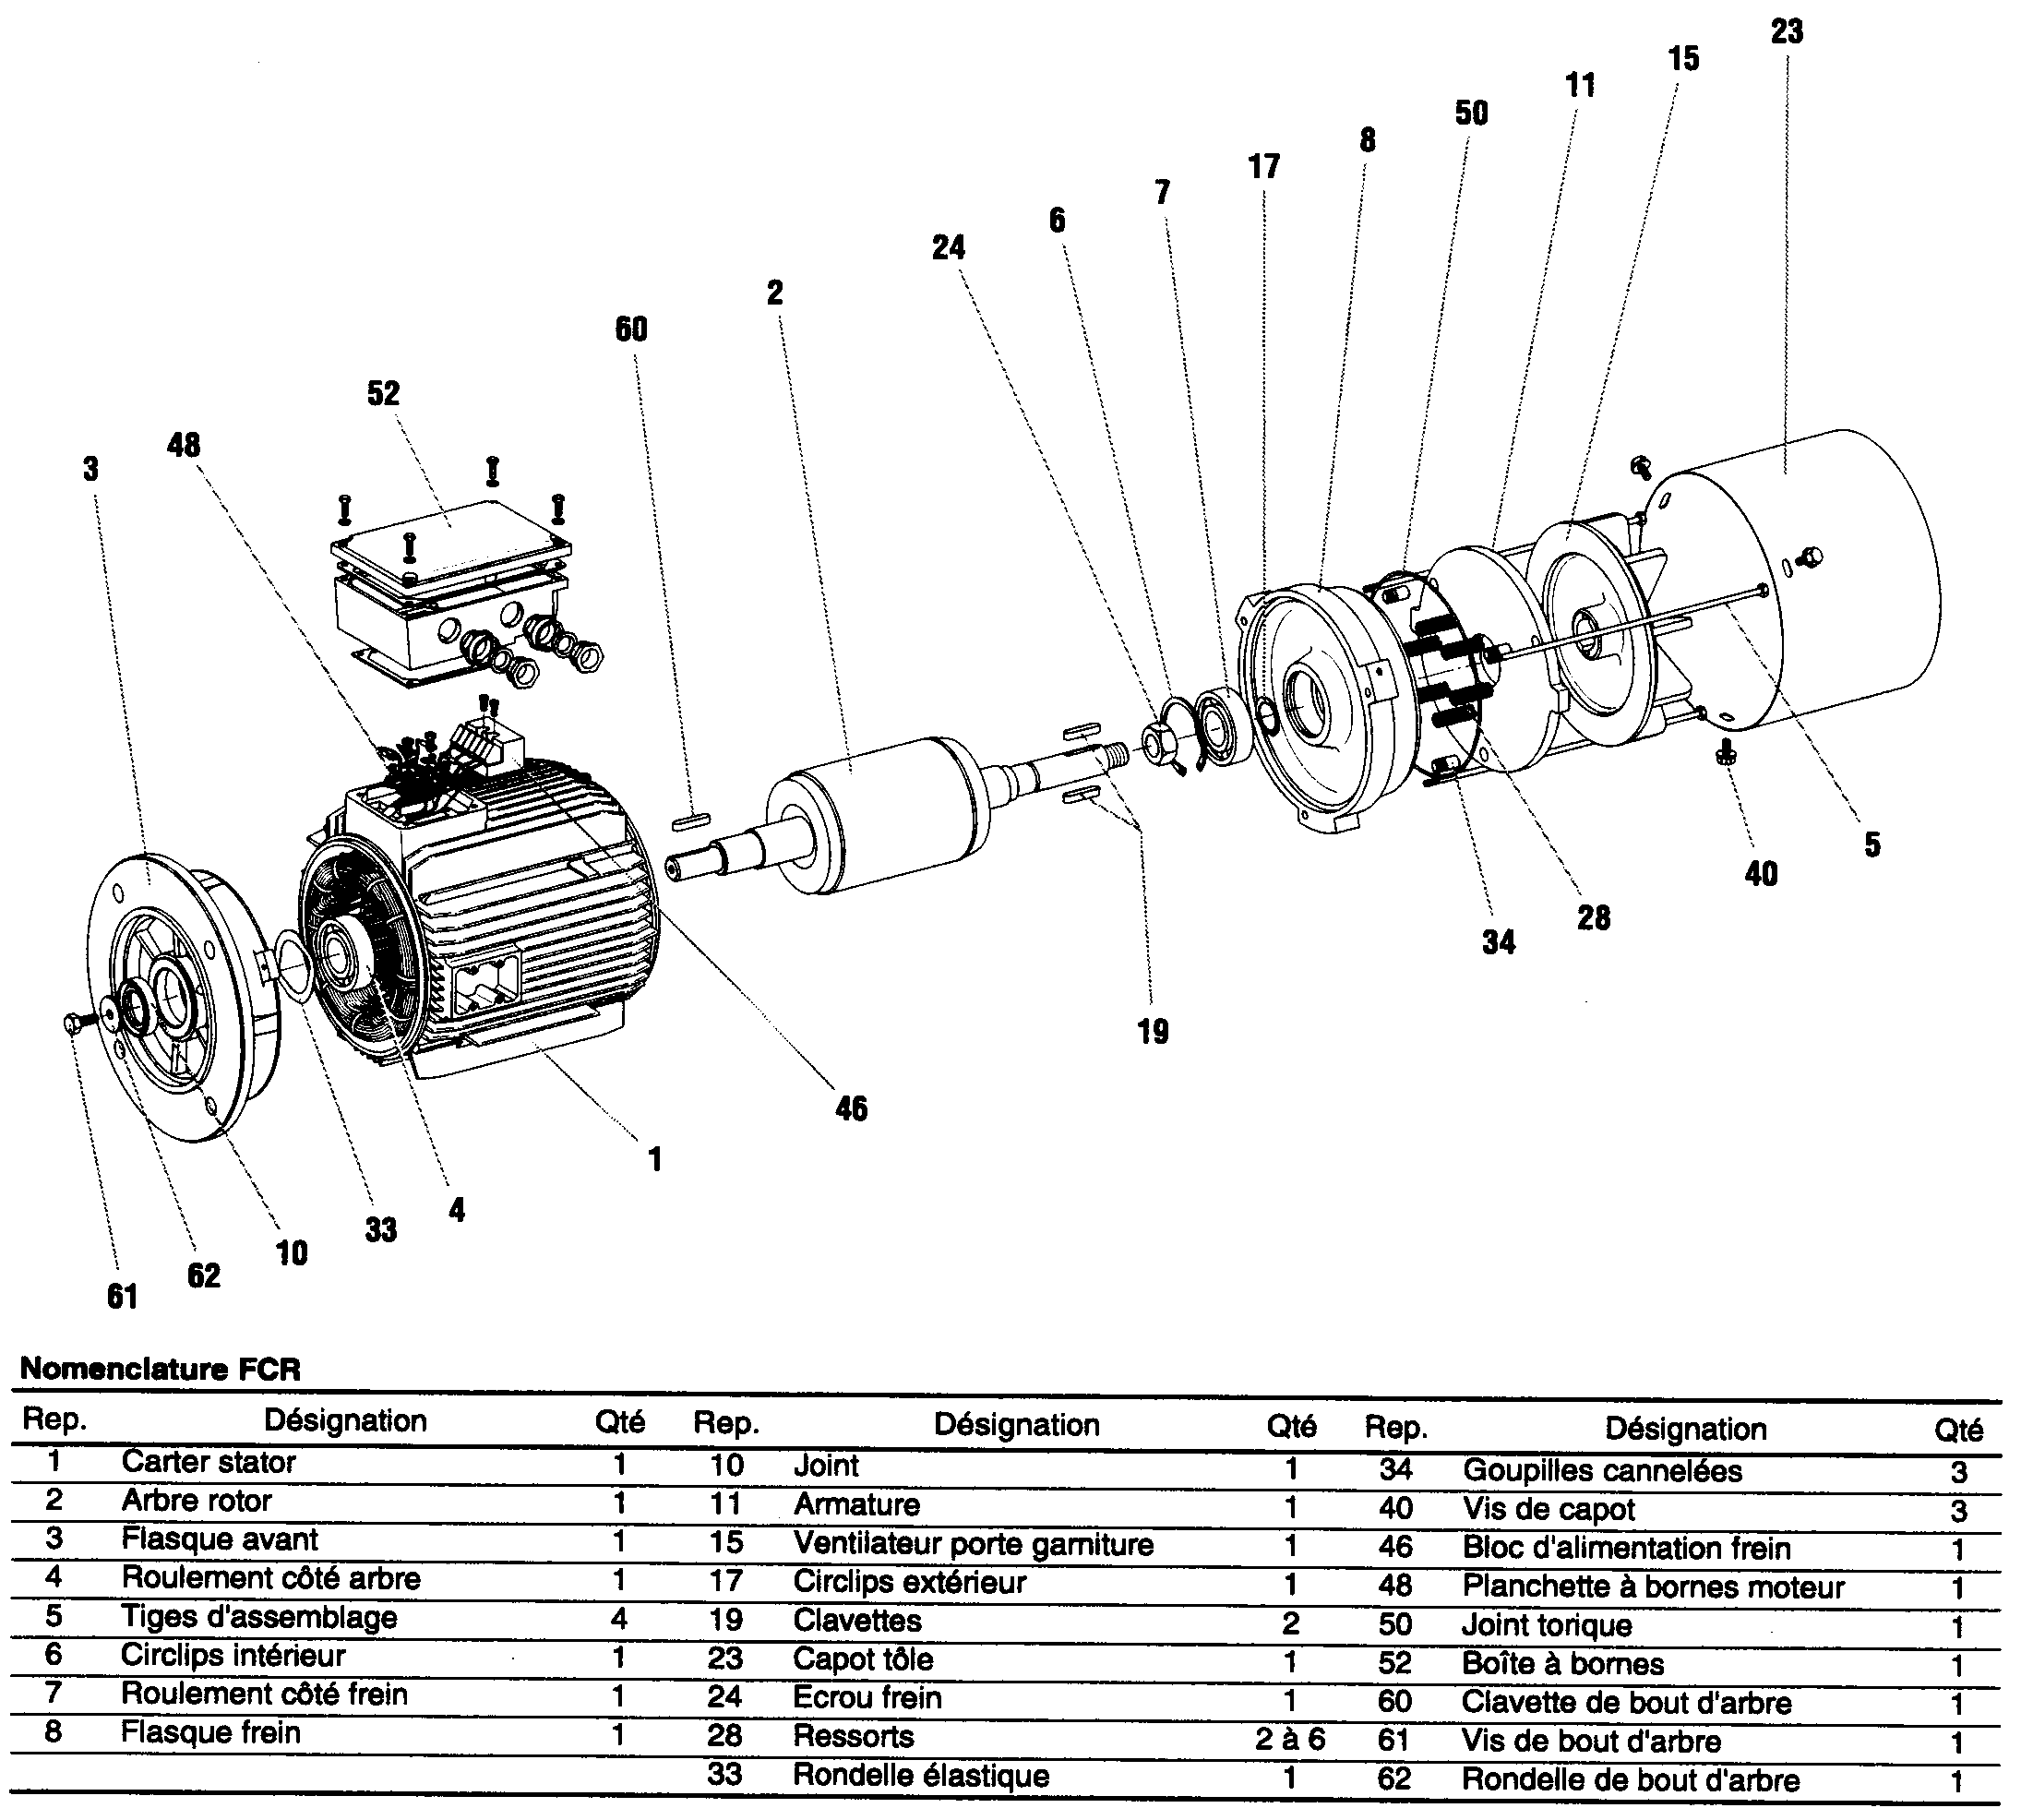 23
15
11
50
8
17
7
6
24
2
60
52
48
3
5
40
28
34
19
46
1
4
33
10
62
61
Nomenclature FCR
Rep. Désignation Qté Rep. Désignation Qté Rep. Désignation Qté
1 Carter stator 1 10 Joint 1 34 Goupilles cannelées 3
2 Arbre rotor 1 11 Armature 1 40 Vis de capot 3
3 Flasque avant 1 15 Ventilateur porte garniture 1 46 Bloc d'alimentation frein 1
4 Roulement côté arbre 1 17 Circlips extérieur 1 48 Planchette à bornes moteur 1
5 Tiges d'assemblage 4 19 Clavettes 2 50 Joint torique 1
6 Circlips intérieur 1 23 Capot tôle 1 52 Boîte à bornes 1
7 Roulement côté frein 1 24 Ecrou frein 1 60 Clavette de bout d'arbre 1
8 Flasque frein 1 28 Ressorts 2 à 6 61 Vis de bout d'arbre 1
33 Rondelle élastique 1 62 Rondelle de bout d'arbre 1